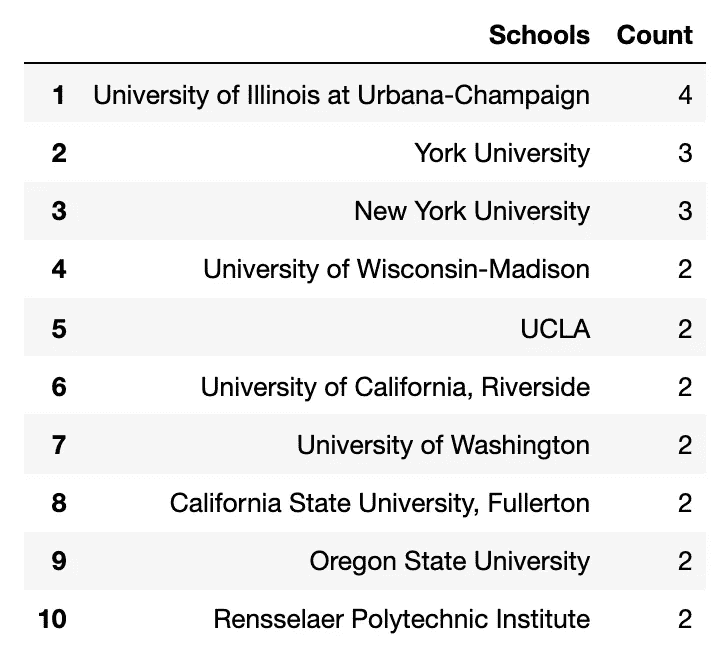 Schools Count
1 University of Illinois at Urbana-Champaign 4
2 York University 3
3 New York University 3
4 University of Wisconsin-Madison 2
5 UCLA 2
6 University of California, Riverside 2
7 University of Washington 2
8 California State University, Fullerton 2
9 Oregon State University 2
10 Rensselaer Polytechnic Institute 2